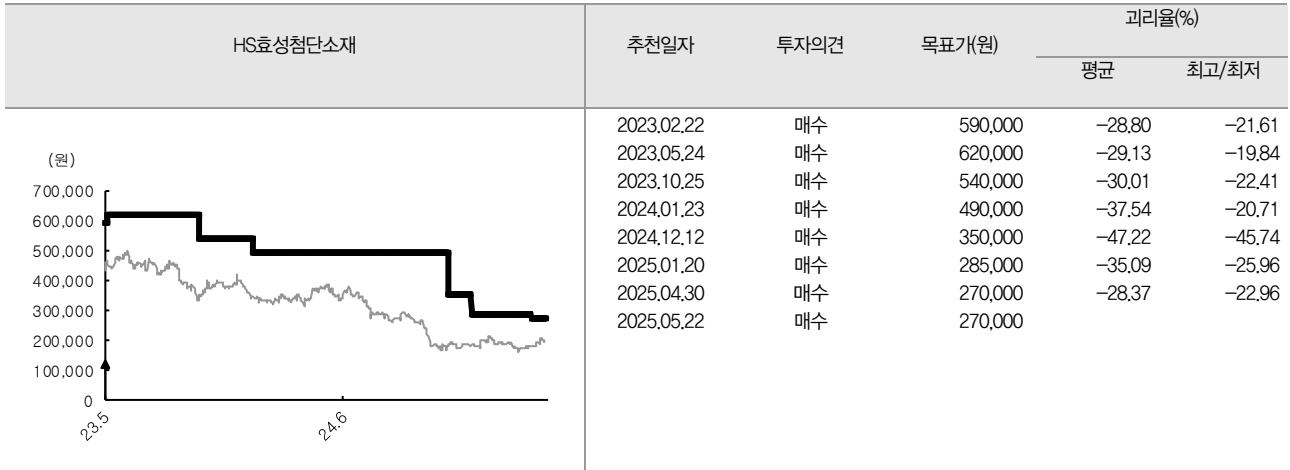 HS효성첨단소재 추천일자 투자의견 목표가(원) 괴리율(%)
평균 최고/최저
(원)
700,000
600,000
500,000
400,000
300,000
200,000
100,000
0
23.5 24.6
2023.02.22 매수 590,000 -28.80 -21.61
2023.05.24 매수 620,000 -29.13 -19.84
2023.10.25 매수 540,000 -30.01 -22.41
2024.01.23 매수 490,000 -37.54 -20.71
2024.12.12 매수 350,000 -47.22 -45.74
2025.01.20 매수 285,000 -35.09 -25.96
2025.04.30 매수 270,000 -28.37 -22.96
2025.05.22 매수 270,000